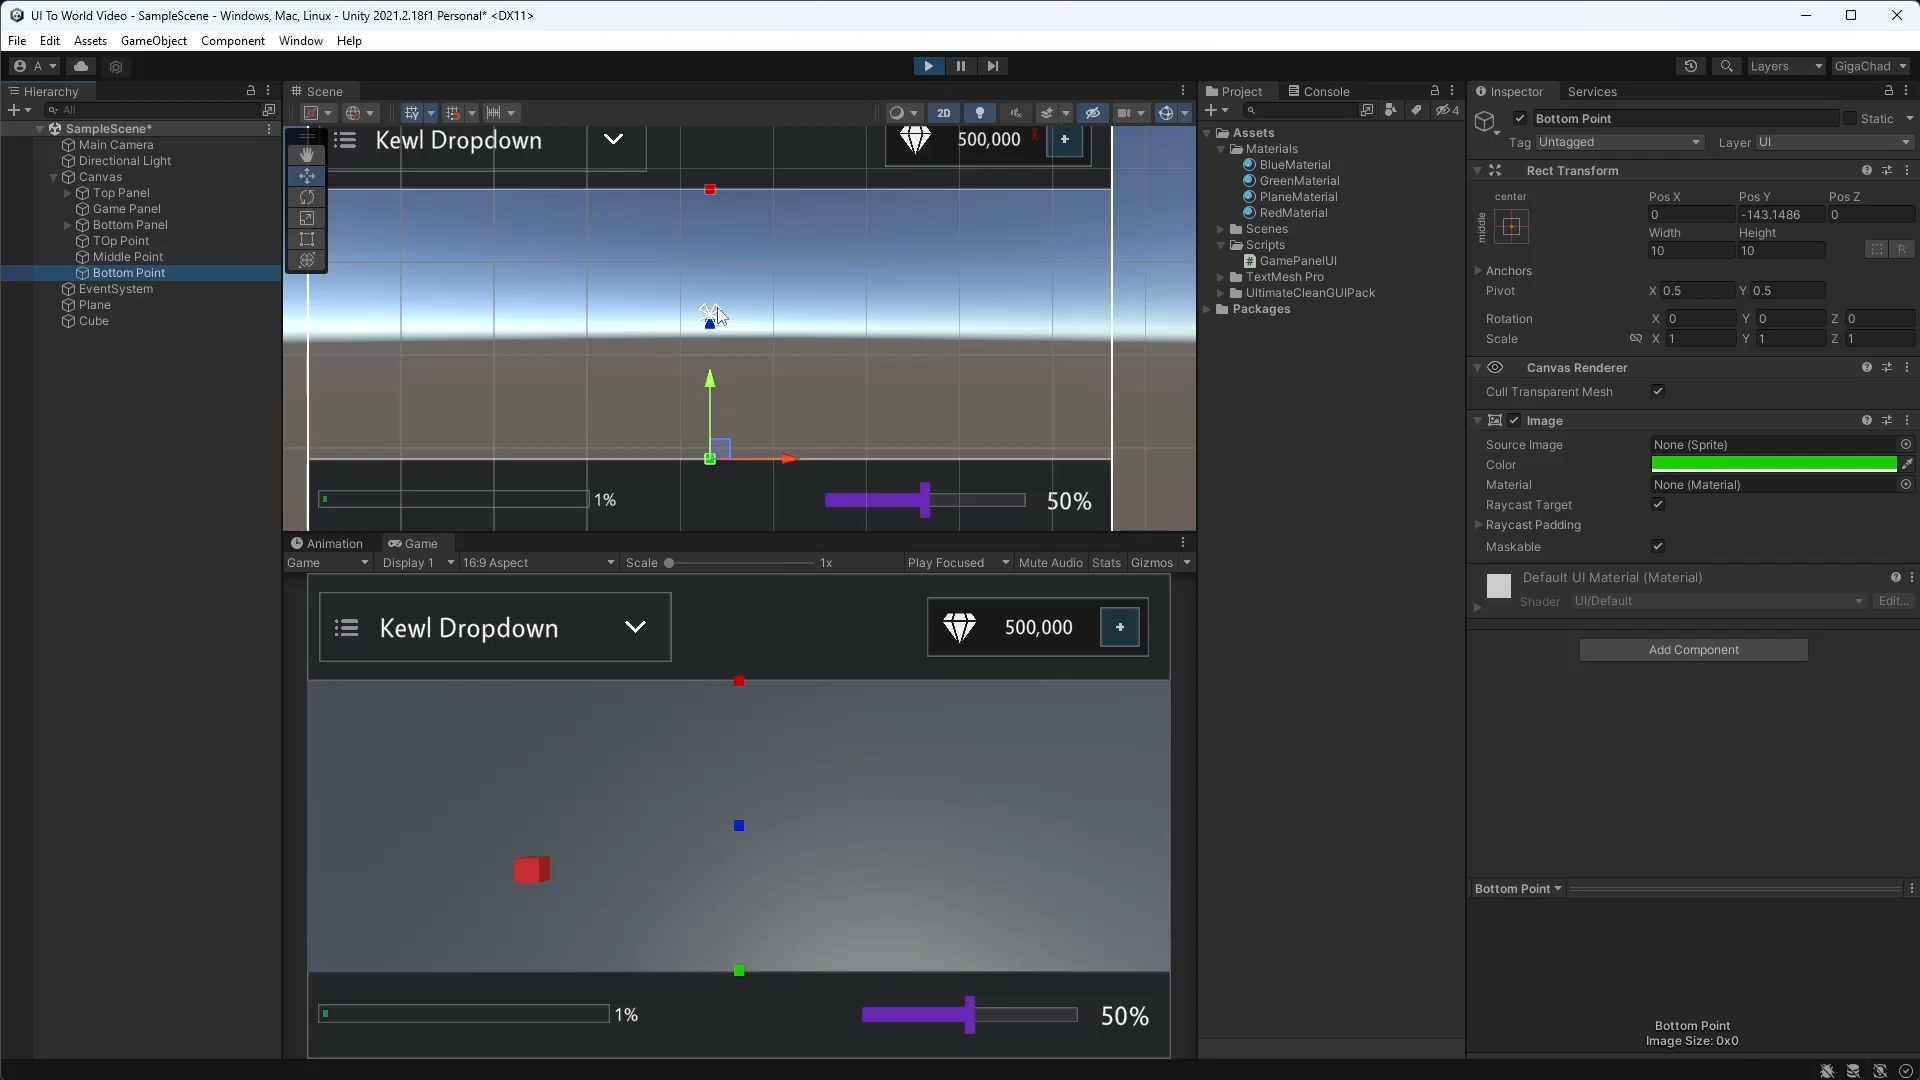 UI To World Video - SampleScene - Windows, Mac, Linux - Unity 2021.2.18f1 Personal* <DX11>
File Edit Assets GameObject Component Window Help
A Layers GigaChad
Hierarchy
All
SampleScene*
Main Camera
Directional Light
Canvas
Top Panel
Game Panel
Bottom Panel
TOp Point
Middle Point
Bottom Point
EventSystem
Plane
Cube
Scene
2D
Kewl Dropdown
500,000 +
1%
50%
Animation Game
Game Display 1 16:9 Aspect Scale 1x Play Focused Mute Audio Stats Gizmos
Kewl Dropdown
500,000 +
1%
50%
Project Console
4
Assets
Materials
BlueMaterial
GreenMaterial
PlaneMaterial
RedMaterial
Scenes
Scripts
GamePanelUI
TextMesh Pro
UltimateCleanGUIPack
Packages
Inspector Services
Bottom Point Static
Tag Untagged Layer UI
Rect Transform
center
middle
Pos X Pos Y Pos Z
0 -143.1486 0
Width Height
10 10 R
Anchors
Pivot X 0.5 Y 0.5
Rotation X 0 Y 0 Z 0
Scale X 1 Y 1 Z 1
Canvas Renderer
Cull Transparent Mesh
Image
Source Image None (Sprite)
Color
Material None (Material)
Raycast Target
Raycast Padding
Maskable
Default UI Material (Material)
Shader UI/Default Edit...
Add Component
Bottom Point
Bottom Point
Image Size: 0x0